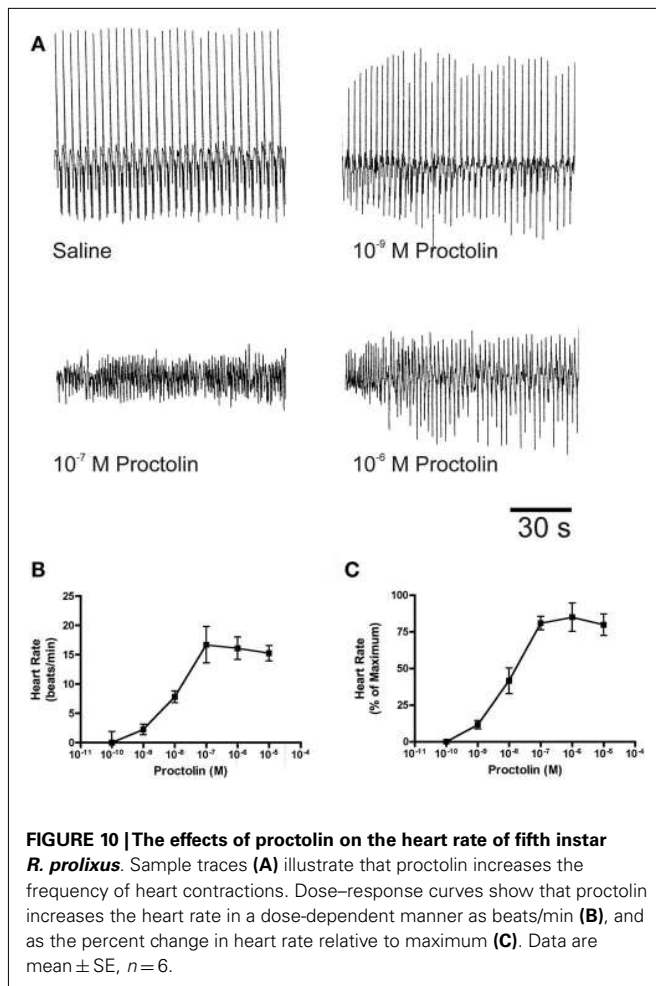 A
Saline
10⁻⁹ M Proctolin
10⁻⁷ M Proctolin
10⁻⁶ M Proctolin
30 s
B
25
20
15
10
5
0
Heart Rate
(beats/min)
10⁻¹¹ 10⁻¹⁰ 10⁻⁹ 10⁻⁸ 10⁻⁷ 10⁻⁶ 10⁻⁵ 10⁻⁴
Proctolin (M)
C
100
75
50
25
0
Heart Rate
(% of Maximum)
10⁻¹¹ 10⁻¹⁰ 10⁻⁹ 10⁻⁸ 10⁻⁷ 10⁻⁶ 10⁻⁵ 10⁻⁴
Proctolin (M)
FIGURE 10 | The effects of proctolin on the heart rate of fifth instar
R. prolixus. Sample traces (A) illustrate that proctolin increases the
frequency of heart contractions. Dose–response curves show that proctolin
increases the heart rate in a dose-dependent manner as beats/min (B), and
as the percent change in heart rate relative to maximum (C). Data are
mean ± SE, n = 6.